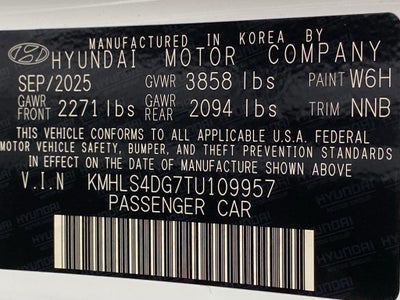 MANUFACTURED IN KOREA BY
HYUNDAI MOTOR COMPANY
SEP/2025 GVWR 3858 lbs PAINT W6H
GAWR FRONT 2271 lbs GAWR REAR 2094 lbs TRIM NNB
THIS VEHICLE CONFORMS TO ALL APPLICABLE U.S.A. FEDERAL
MOTOR VEHICLE SAFETY, BUMPER, AND THEFT PREVENTION STANDARDS
IN EFFECT ON THE DATE OF MANUFACTURE SHOWN ABOVE.
V.I.N KMHLS4DG7TU109957
PASSENGER CAR